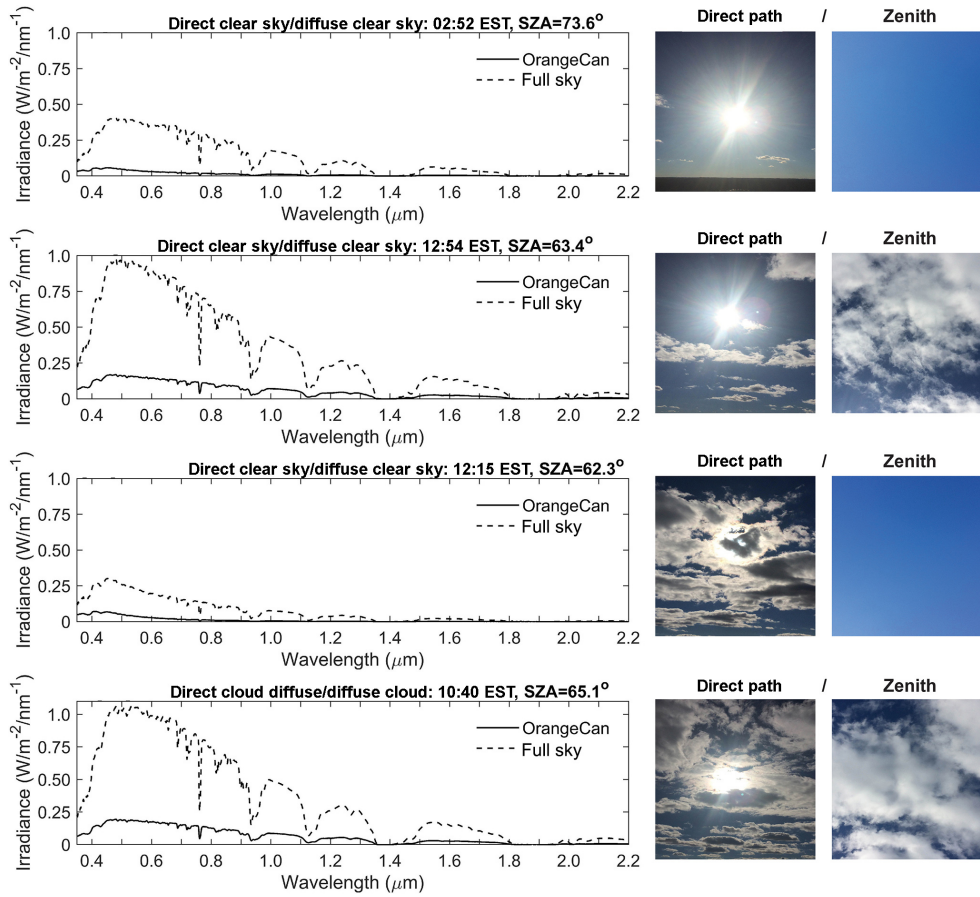 Direct clear sky/diffuse clear sky: 02:52 EST, SZA=73.6o
Direct path / Zenith
Irradiance (W/m-2/nm-1)
1.0
0.75
0.50
0.25
0
OrangeCan
Full sky
0.4 0.6 0.8 1.0 1.2 1.4 1.6 1.8 2.0 2.2
Wavelength (μm)
Direct clear sky/diffuse clear sky: 12:54 EST, SZA=63.4o
Direct path / Zenith
Irradiance (W/m-2/nm-1)
1.0
0.75
0.50
0.25
0
OrangeCan
Full sky
0.4 0.6 0.8 1.0 1.2 1.4 1.6 1.8 2.0 2.2
Wavelength (μm)
Direct clear sky/diffuse clear sky: 12:15 EST, SZA=62.3o
Direct path / Zenith
Irradiance (W/m-2/nm-1)
1.0
0.75
0.50
0.25
0
OrangeCan
Full sky
0.4 0.6 0.8 1.0 1.2 1.4 1.6 1.8 2.0 2.2
Wavelength (μm)
Direct cloud diffuse/diffuse cloud: 10:40 EST, SZA=65.1o
Direct path / Zenith
Irradiance (W/m-2/nm-1)
1.0
0.75
0.50
0.25
0
OrangeCan
Full sky
0.4 0.6 0.8 1.0 1.2 1.4 1.6 1.8 2.0 2.2
Wavelength (μm)